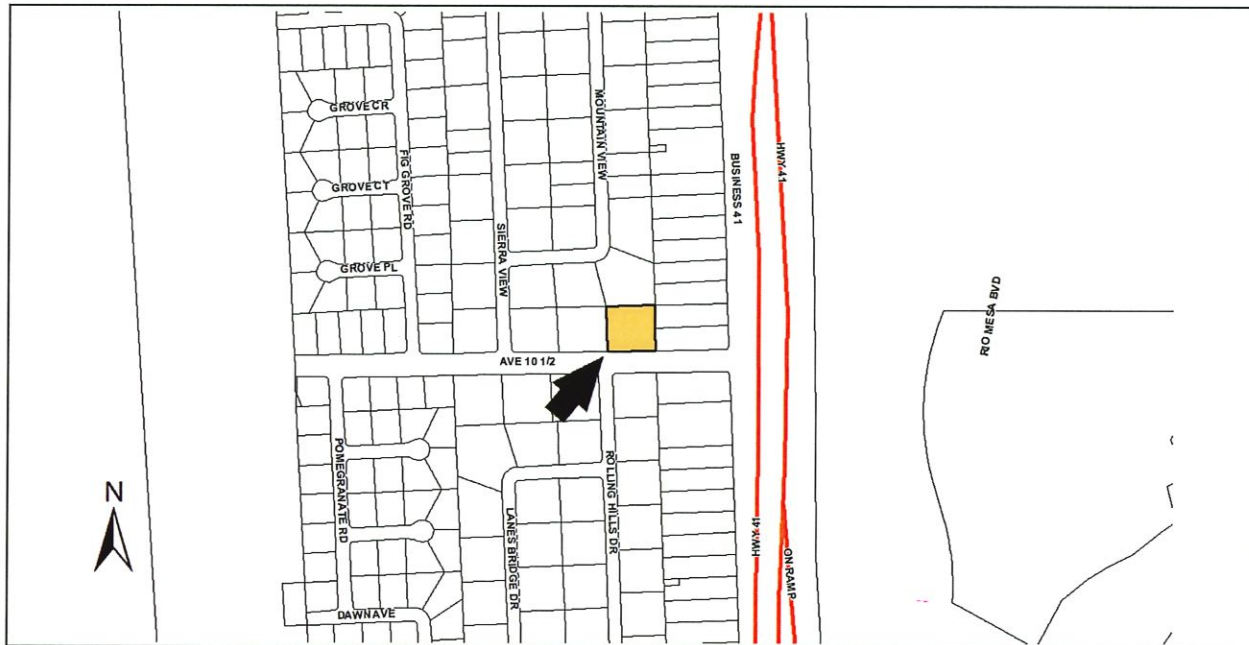 GROVE CR
FIG GROVE RD
GROVE CT
GROVE PL
SIERRA VIEW
MOUNTAIN VIEW
BUSINESS 41
HWY 41
RIO MESA BVD
AVE 10 1/2
POMEGRANATE RD
LANES BRIDGE DR
ROLLING HILLS DR
HWY 41
ON RAMP
DAWN AVE
N